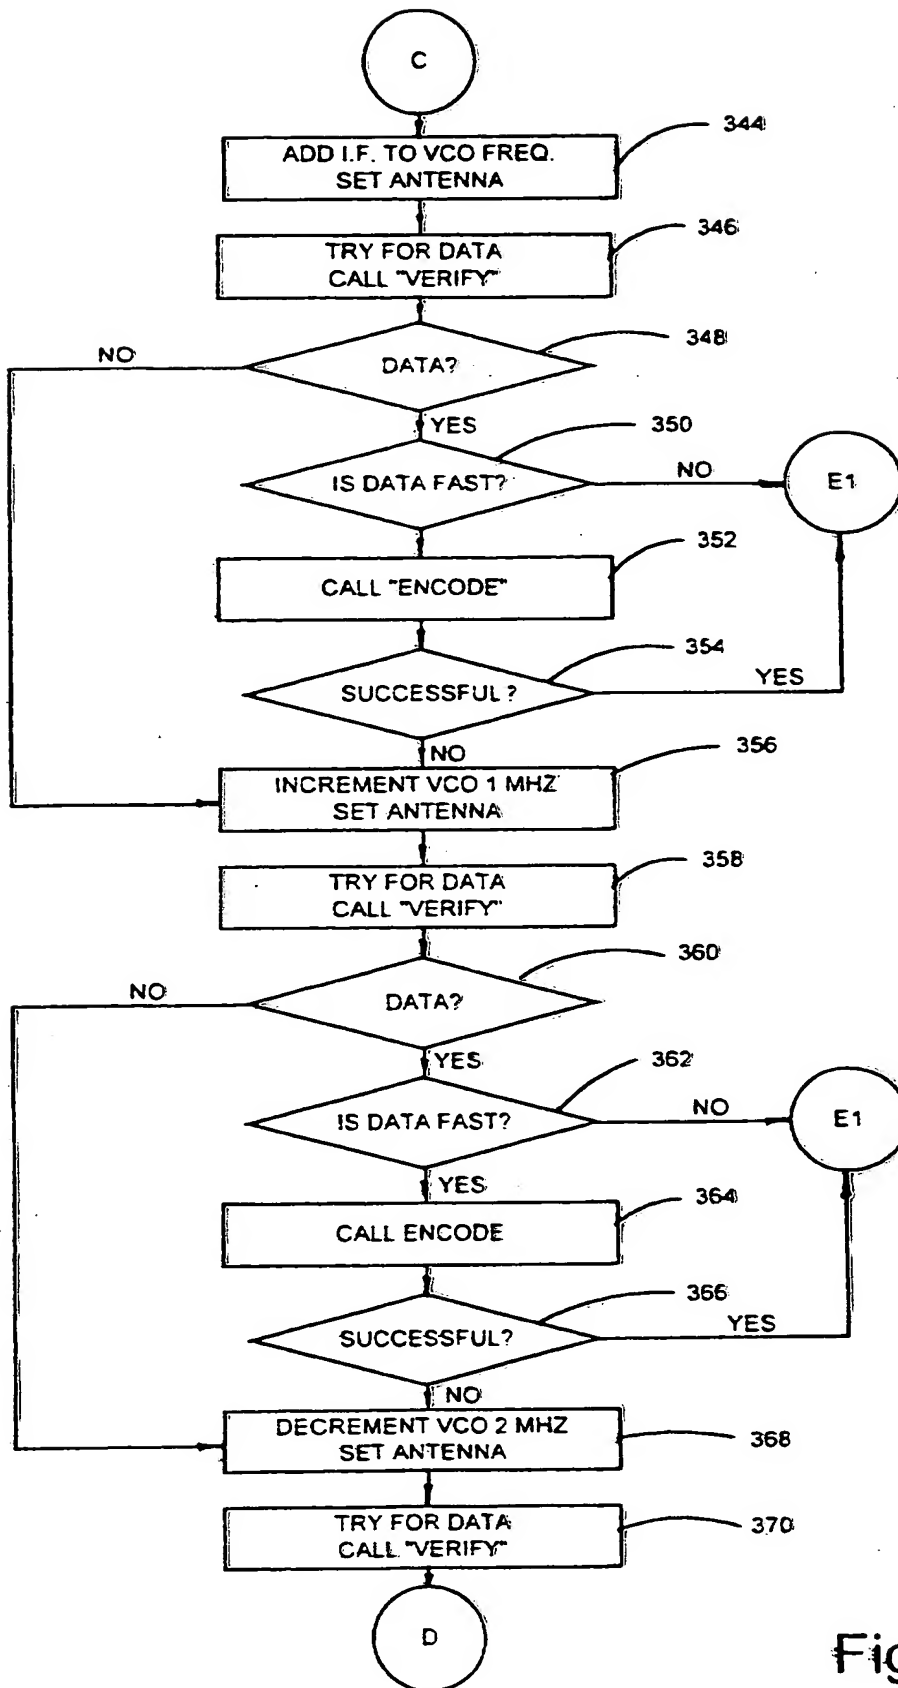 C
344
ADD I.F. TO VCO FREQ.
SET ANTENNA
346
TRY FOR DATA
CALL "VERIFY"
348
NO
DATA?
YES
350
IS DATA FAST?
NO
E1
352
CALL "ENCODE"
354
SUCCESSFUL?
YES
NO
356
INCREMENT VCO 1 MHZ
SET ANTENNA
358
TRY FOR DATA
CALL "VERIFY"
360
NO
DATA?
YES
362
IS DATA FAST?
NO
E1
YES
364
CALL ENCODE
366
SUCCESSFUL?
YES
NO
DECREMENT VCO 2 MHZ
SET ANTENNA
368
TRY FOR DATA
CALL "VERIFY"
370
D
Fig